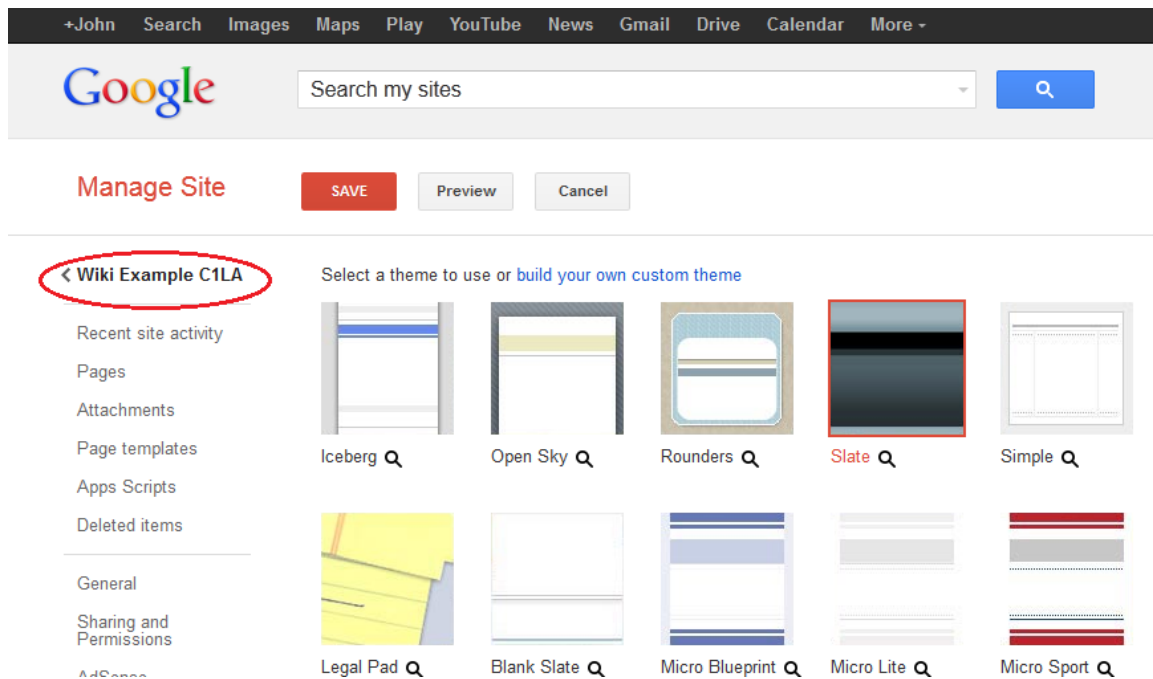 +John Search Images Maps Play YouTube News Gmail Drive Calendar More
Google
Search my sites
Manage Site
SAVE Preview Cancel
Wiki Example C1LA
Select a theme to use or build your own custom theme
Recent site activity
Pages
Attachments
Page templates
Apps Scripts
Deleted items
General
Sharing and
Permissions
AdSense
Iceberg Open Sky Rounders Slate Simple
Legal Pad Blank Slate Micro Blueprint Micro Lite Micro Sport